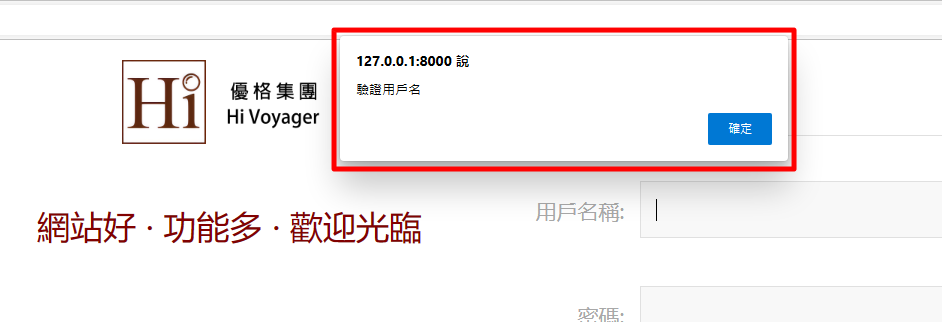 127.0.0.1:8000 說
驗證用戶名
確定
Hi
優格集團
Hi Voyager
網站好 · 功能多 · 歡迎光臨
用戶名稱:
密碼: